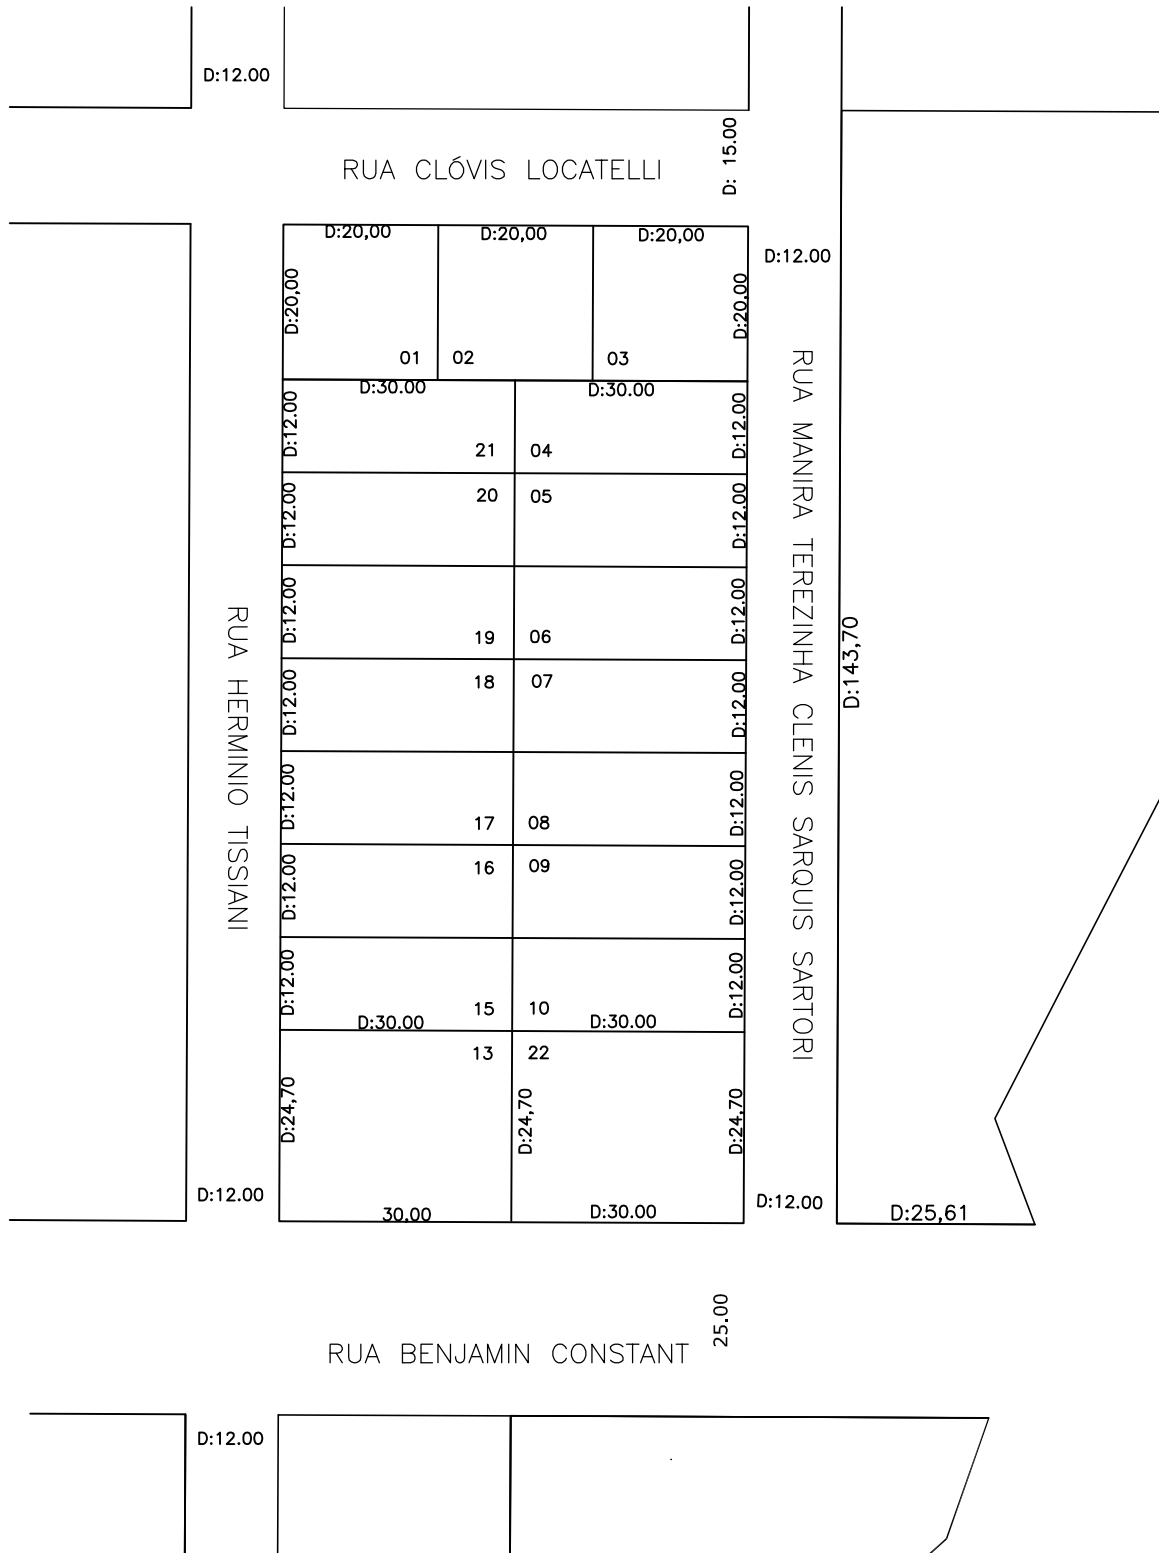 D:12.00
RUA CLÓVIS LOCATELLI
D: 15.00
D:20,00
D:20,00
D:20,00
D:12.00
D:20,00
D:20,00
01
02
03
D:30.00
D:30.00
D:12.00
D:12.00
21
04
20
05
D:12.00
D:12.00
D:12.00
D:12.00
19
06
18
07
D:12.00
D:12.00
RUA HERMINIO TISSIANI
RUA MANIRA TEREZINHA CLENIS SARQUIS SARTORI
D:143,70
D:12.00
D:12.00
17
08
16
09
D:12.00
D:12.00
D:12.00
D:12.00
15
10
D:30.00
D:30.00
13
22
D:24,70
D:24,70
D:24,70
D:12.00
30,00
D:30.00
D:12.00
D:25,61
25.00
RUA BENJAMIN CONSTANT
D:12.00